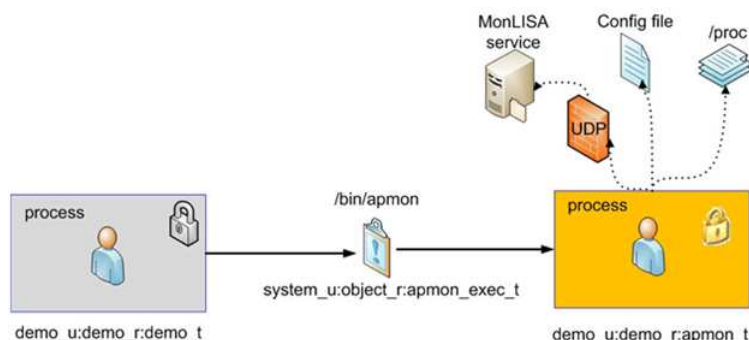 MonLISA
service
Config file
/proc
UDP
process
/bin/apmon
process
system_u:object_r:apmon_exec_t
demo_u:demo_r:demo_t
demo_u:demo_r:apmon_t